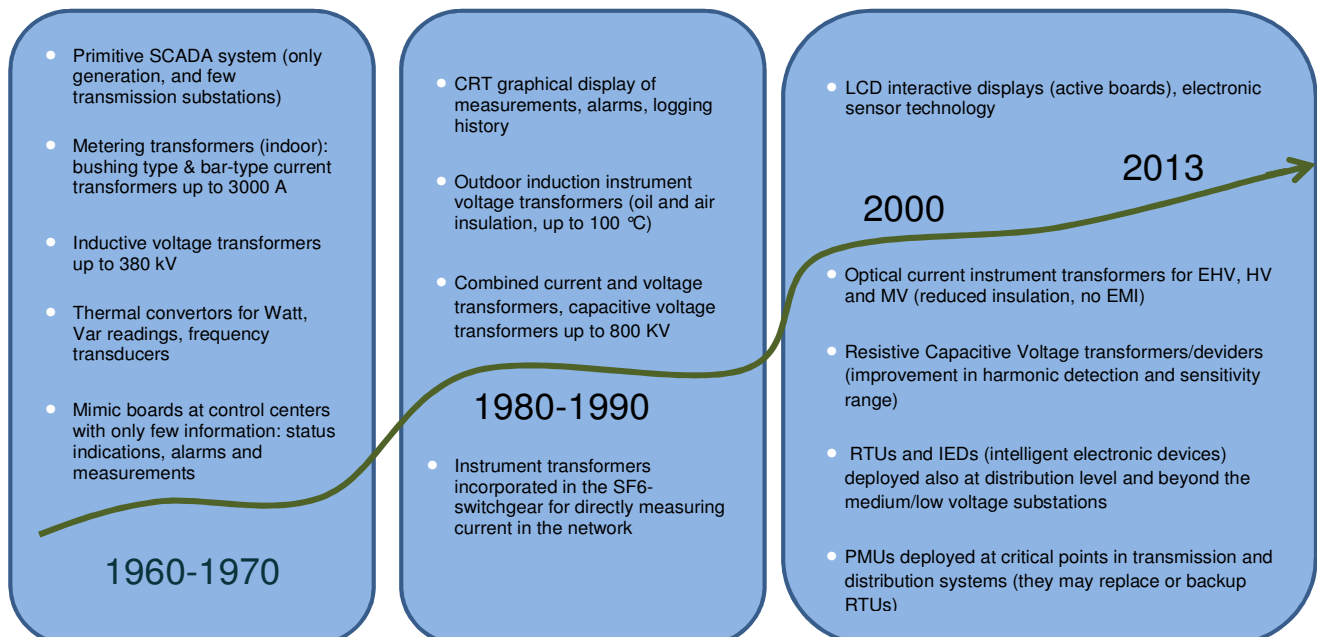 Primitive SCADA system (only
generation, and few
transmission substations)
Metering transformers (indoor):
bushing type & bar-type current
transformers up to 3000 A
Inductive voltage transformers
up to 380 kV
Thermal convertors for Watt,
Var readings, frequency
transducers
Mimic boards at control centers
with only few information: status
indications, alarms and
measurements
1960-1970
CRT graphical display of
measurements, alarms, logging
history
Outdoor induction instrument
voltage transformers (oil and air
insulation, up to 100 °C)
Combined current and voltage
transformers, capacitive voltage
transformers up to 800 KV
1980-1990
Instrument transformers
incorporated in the SF6-
switchgear for directly measuring
current in the network
LCD interactive displays (active boards), electronic
sensor technology
2013
2000
Optical current instrument transformers for EHV, HV
and MV (reduced insulation, no EMI)
Resistive Capacitive Voltage transformers/deviders
(improvement in harmonic detection and sensitivity
range)
RTUs and IEDs (intelligent electronic devices)
deployed also at distribution level and beyond the
medium/low voltage substations
PMUs deployed at critical points in transmission and
distribution systems (they may replace or backup
RTUs)